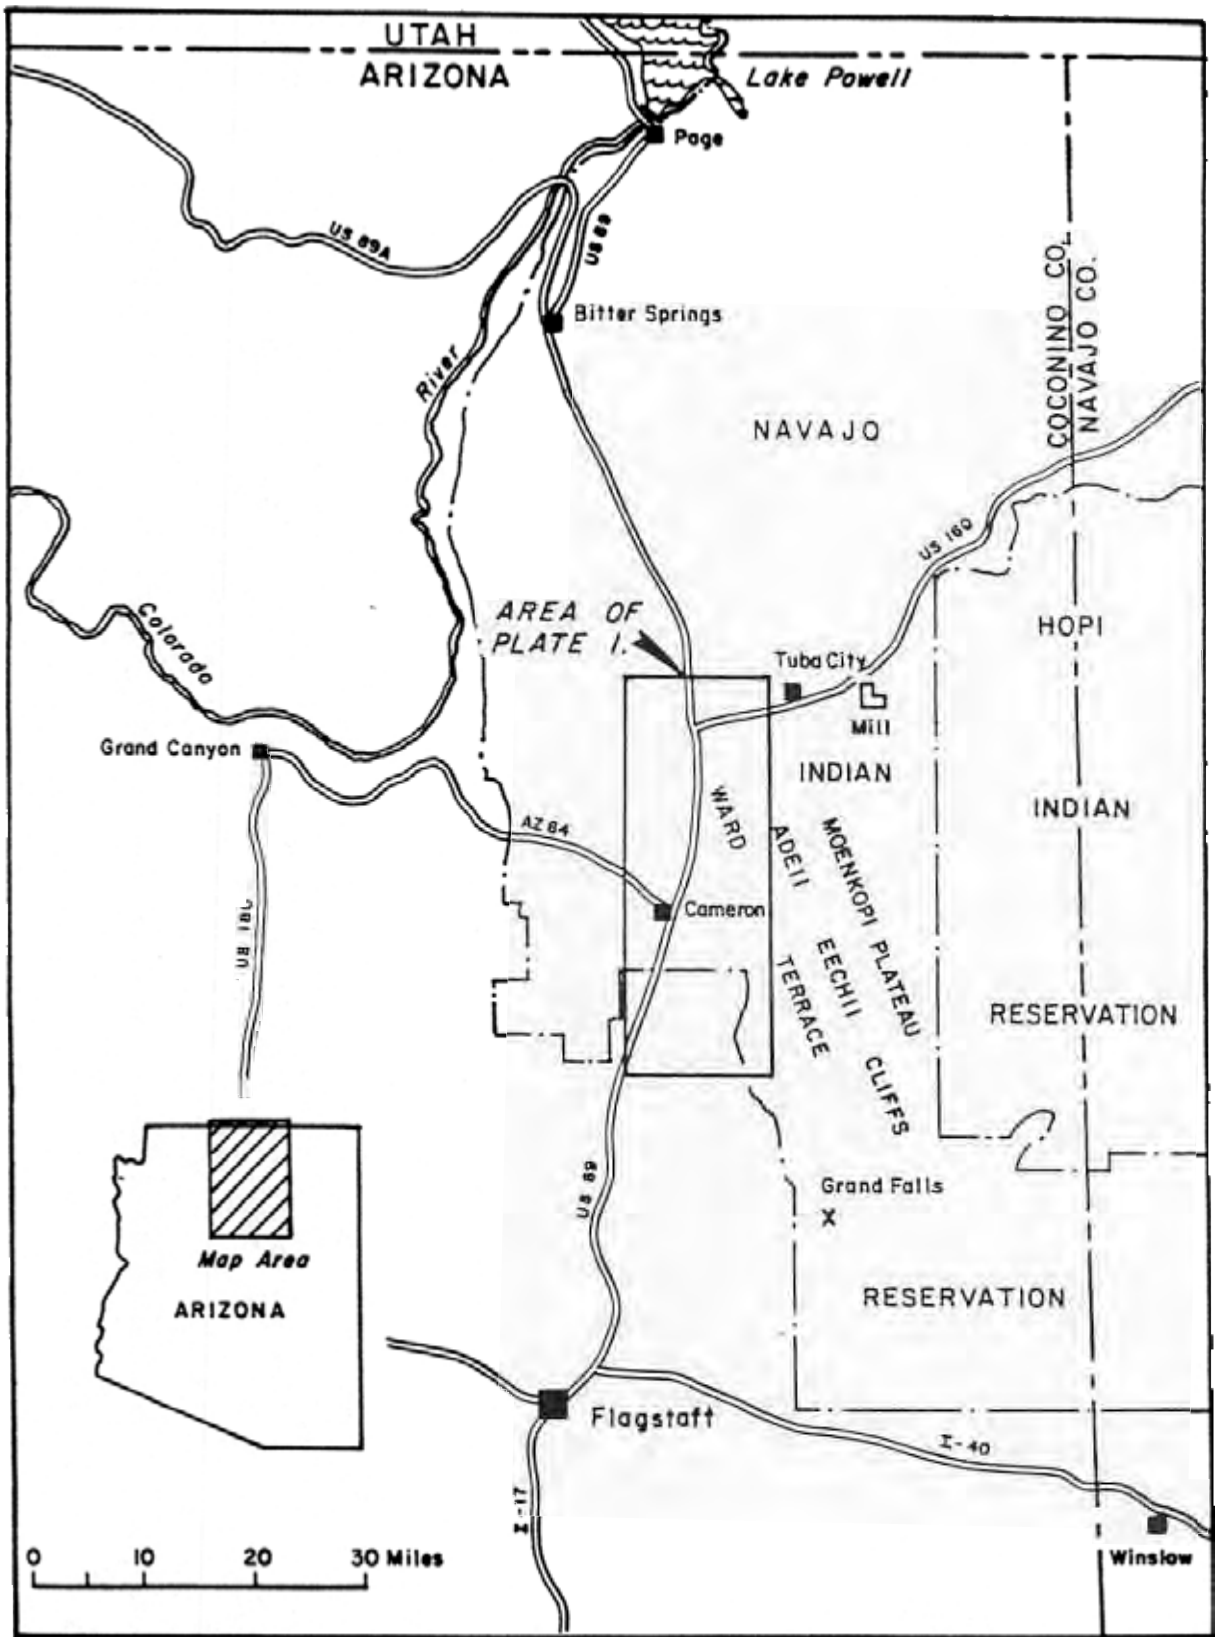 UTAH
ARIZONA
Lake Powell
Page
US 89A
US 89
Bitter Springs
COCONINO CO.
NAVAJO CO.
River
NAVAJO
US 160
HOPI
AREA OF
PLATE 1.
Colorado
Tuba City
Mill
Grand Canyon
INDIAN
INDIAN
WARD
TERRACE
ADEII
EECHII
CLIFFS
MOENKOPI PLATEAU
AZ 64
Cameron
US 180
RESERVATION
US 89
Grand Falls
X
Map Area
ARIZONA
RESERVATION
Flagstaff
I-40
I-17
0 10 20 30 Miles
Winslow